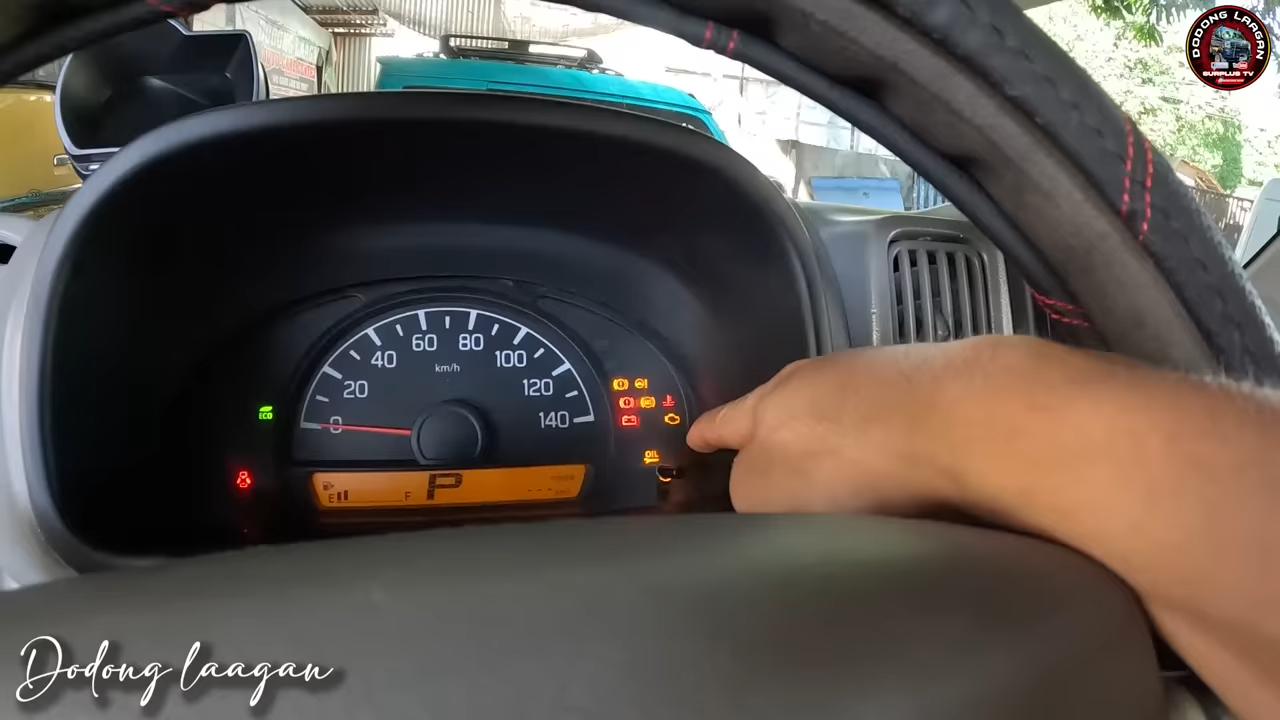 DODONG LAAGAN
SURPLUS TV
0
20
40
60
80
100
120
140
km/h
ECO
OIL
E
F
P
Dodong laagan